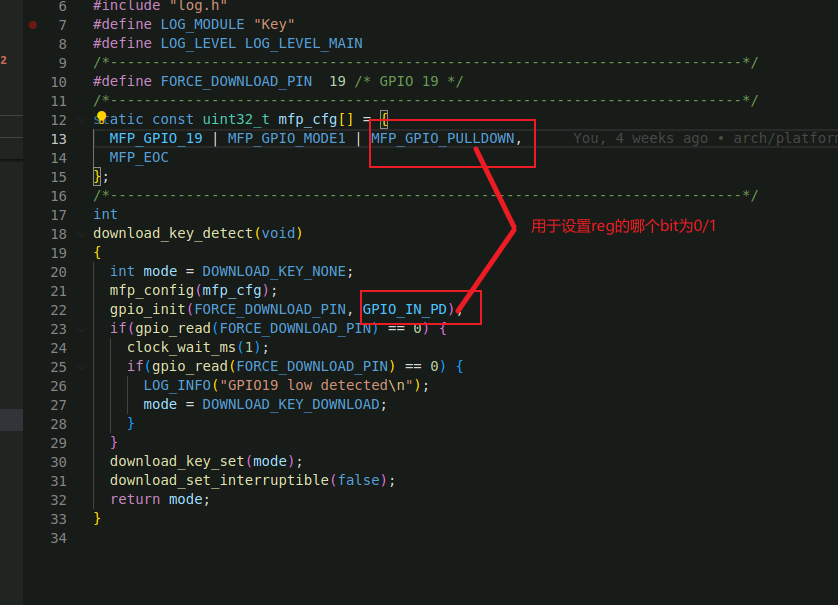 6 #include "log.h"
7 #define LOG_MODULE "Key"
8 #define LOG_LEVEL LOG_LEVEL_MAIN
2
9 /*---------------------------------------------------------------------------*/
10 #define FORCE_DOWNLOAD_PIN  19 /* GPIO 19 */
11 /*---------------------------------------------------------------------------*/
12 static const uint32_t mfp_cfg[] = {
13   MFP_GPIO_19 | MFP_GPIO_MODE1 | MFP_GPIO_PULLDOWN, You, 4 weeks ago • arch/platfor
14   MFP_EOC
15 };
16 /*---------------------------------------------------------------------------*/
17 int
18 download_key_detect(void)
用于设置reg的哪个bit为0/1
19 {
20   int mode = DOWNLOAD_KEY_NONE;
21   mfp_config(mfp_cfg);
22   gpio_init(FORCE_DOWNLOAD_PIN, GPIO_IN_PD);
23   if(gpio_read(FORCE_DOWNLOAD_PIN) == 0) {
24     clock_wait_ms(1);
25     if(gpio_read(FORCE_DOWNLOAD_PIN) == 0) {
26       LOG_INFO("GPIO19 low detected\n");
27       mode = DOWNLOAD_KEY_DOWNLOAD;
28     }
29   }
30   download_key_set(mode);
31   download_set_interruptible(false);
32   return mode;
33 }
34